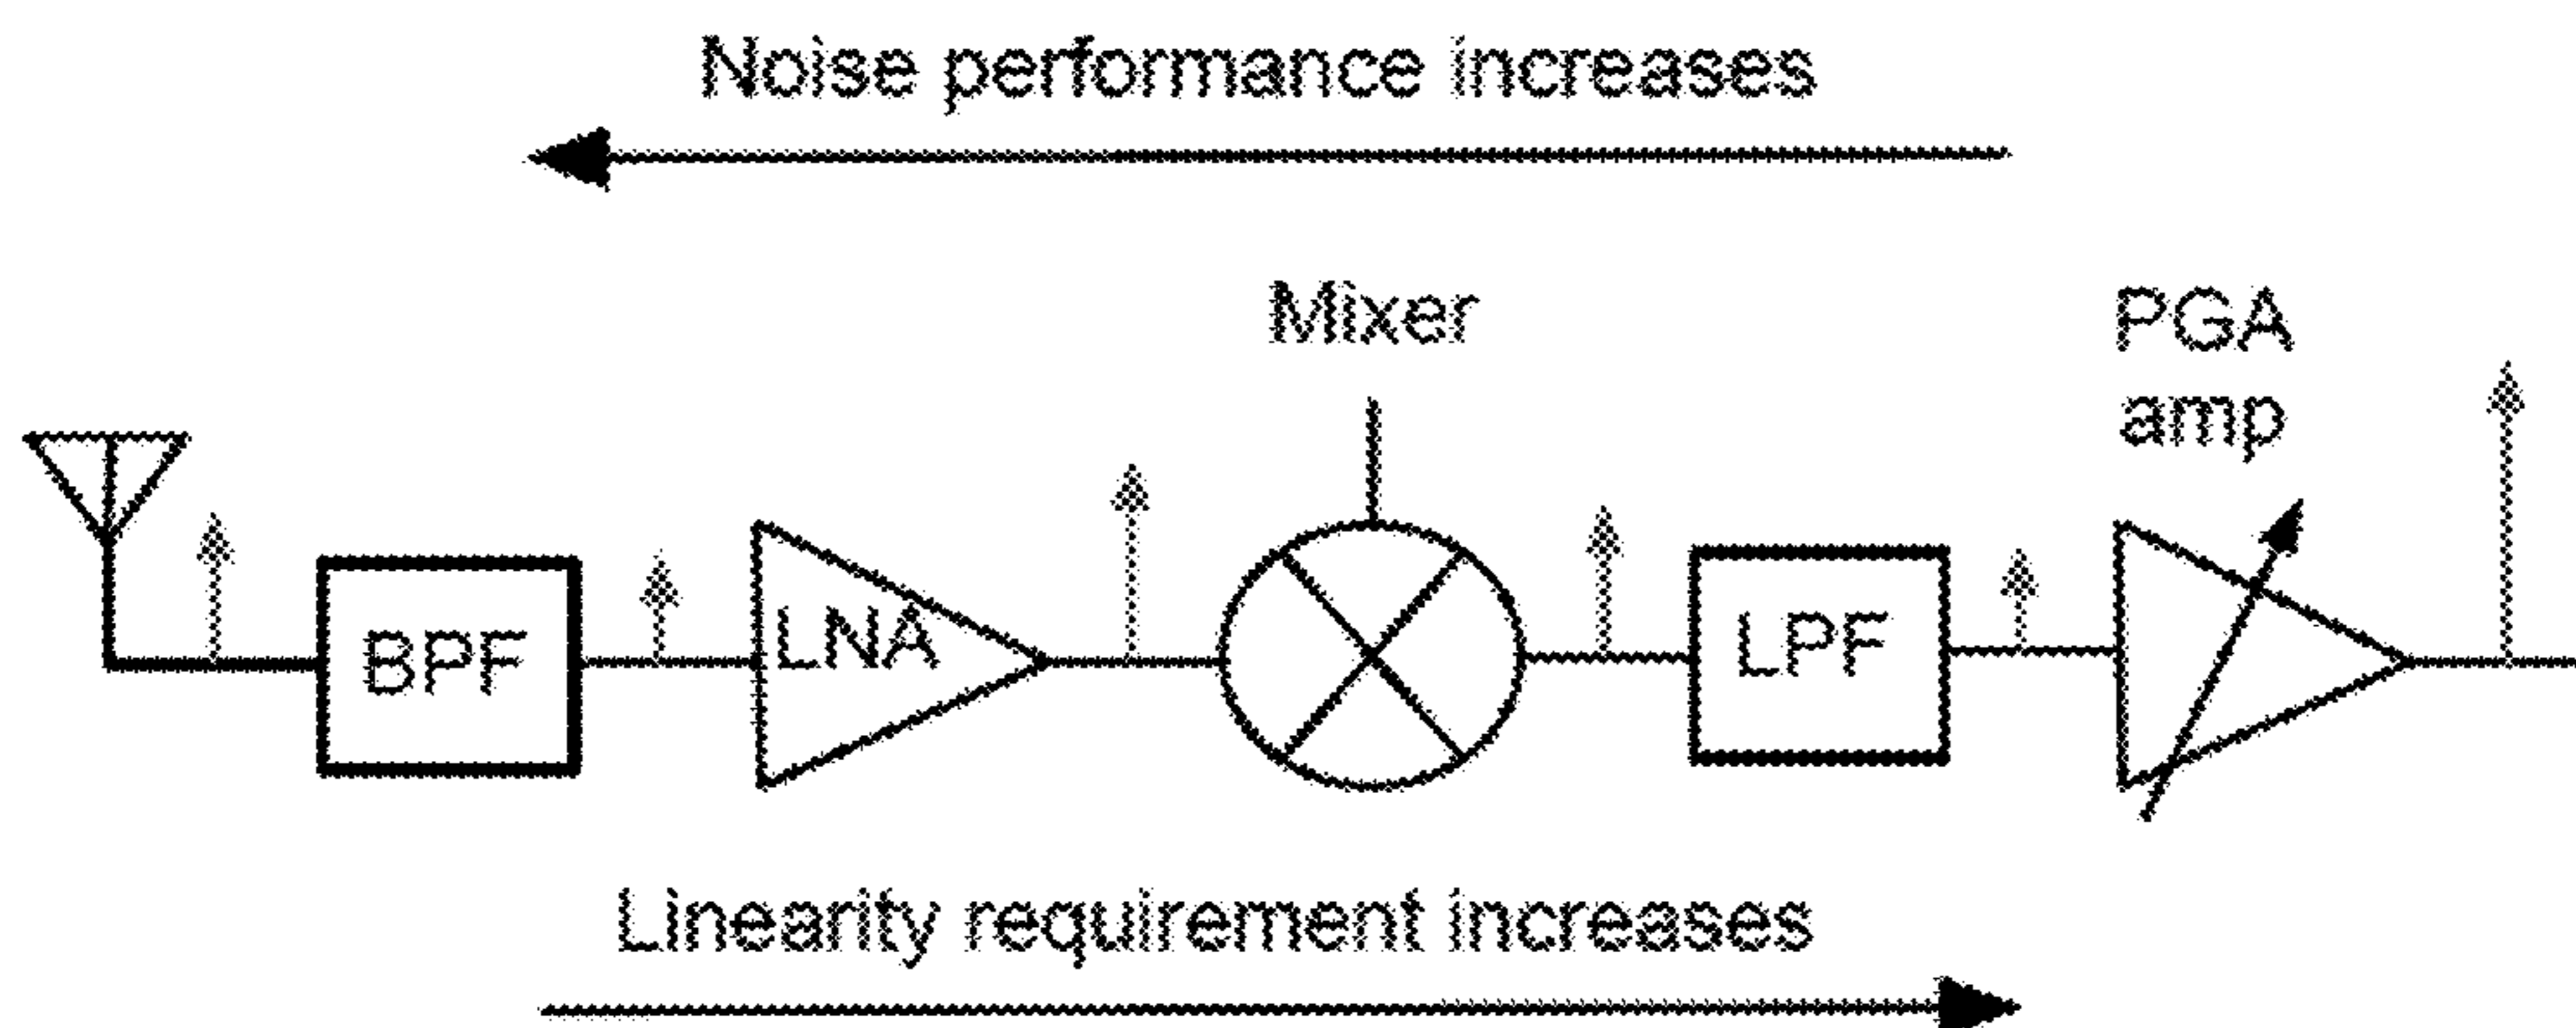 Noise performance increases
Mixer
PGA
amp
BPF
LNA
LPF
Linearity requirement increases